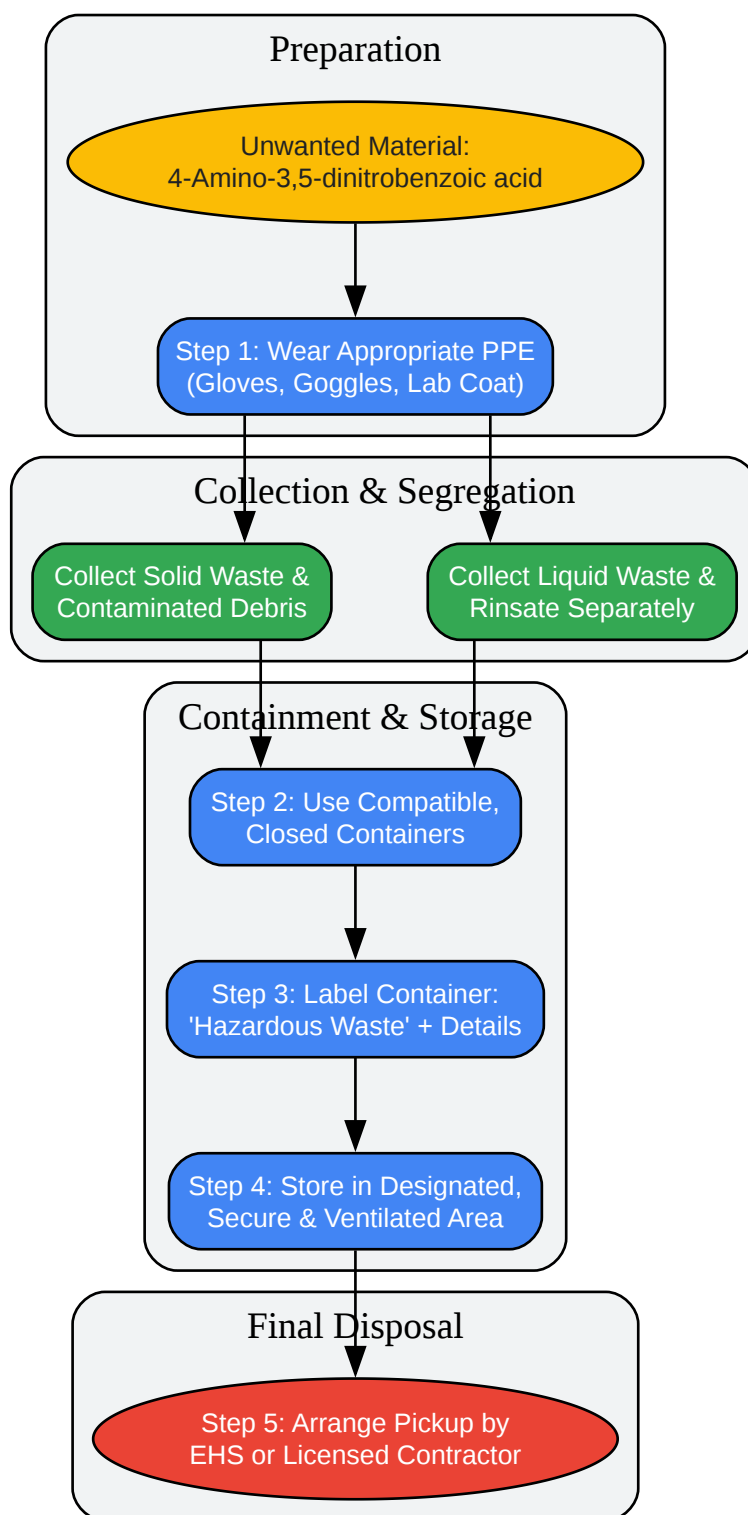 Preparation
Unwanted Material:
4-Amino-3,5-dinitrobenzoic acid
Step 1: Wear Appropriate PPE
(Gloves, Goggles, Lab Coat)
Collection & Segregation
Collect Solid Waste &
Contaminated Debris
Collect Liquid Waste &
Rinsate Separately
Containment & Storage
Step 2: Use Compatible,
Closed Containers
Step 3: Label Container:
'Hazardous Waste' + Details
Step 4: Store in Designated,
Secure & Ventilated Area
Final Disposal
Step 5: Arrange Pickup by
EHS or Licensed Contractor